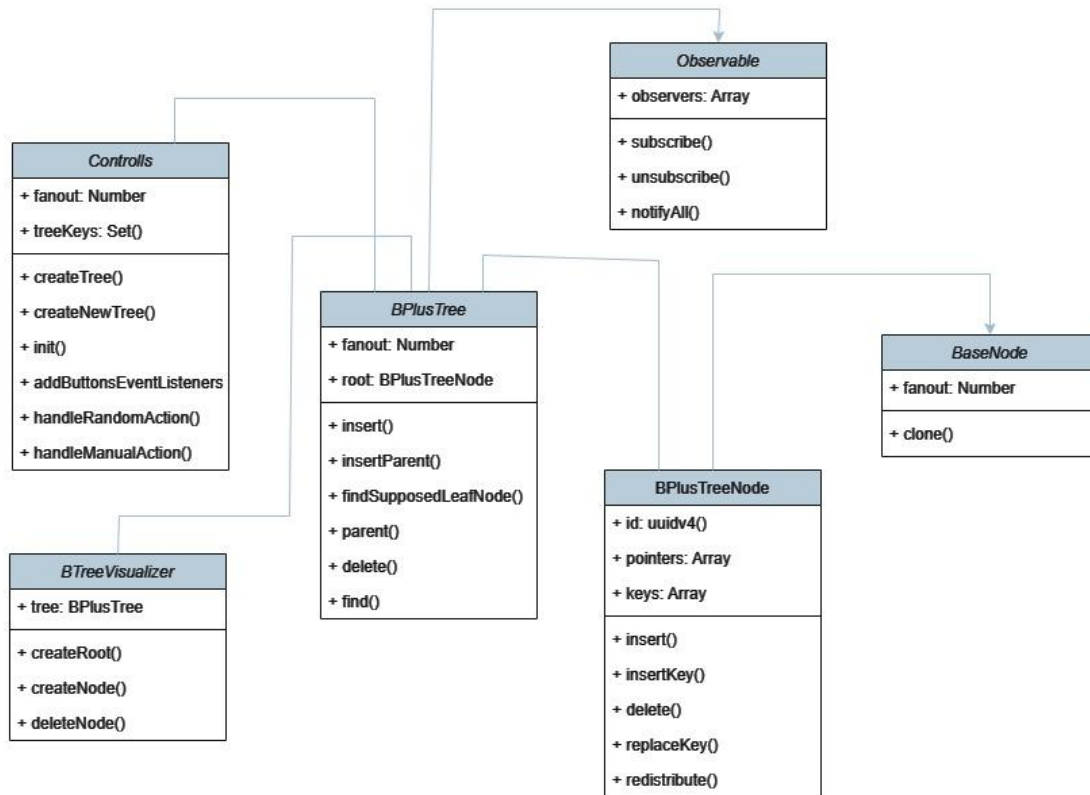 Observable
+ observers: Array
+ subscribe()
+ unsubscribe()
+ notifyAll()
Controlls
+ fanout: Number
+ treeKeys: Set()
+ createTree()
+ createNewTree()
+ init()
+ addButtonsEventListeners
+ handleRandomAction()
+ handleManualAction()
BPlusTree
+ fanout: Number
+ root: BPlusTreeNode
+ insert()
+ insertParent()
+ findSupposedLeafNode()
+ parent()
+ delete()
+ find()
BaseNode
+ fanout: Number
+ clone()
BPlusTreeNode
+ id: uuidv4()
+ pointers: Array
+ keys: Array
+ insert()
+ insertKey()
+ delete()
+ replaceKey()
+ redistribute()
BTreeVisualizer
+ tree: BPlusTree
+ createRoot()
+ createNode()
+ deleteNode()